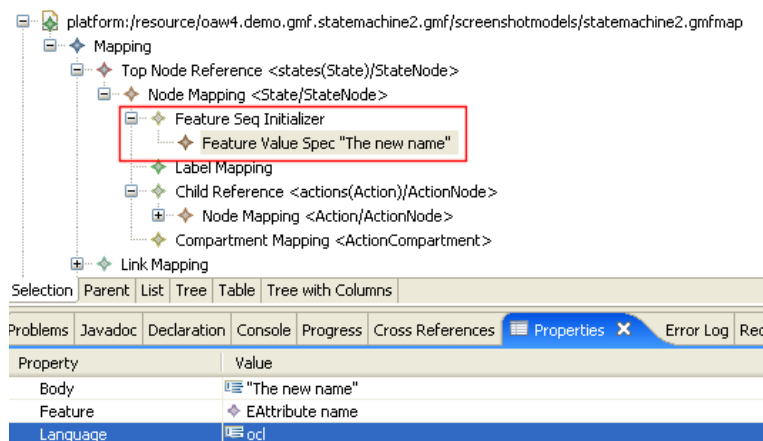 platform:/resource/oaw4.demo.gmf.statemachine2.gmf/screenshotmodels/statemachine2.gmfmap
Mapping
Top Node Reference <states(State)/StateNode>
Node Mapping <State/StateNode>
Feature Seq Initializer
Feature Value Spec "The new name"
Label Mapping
Child Reference <actions(Action)/ActionNode>
Node Mapping <Action/ActionNode>
Compartment Mapping <ActionCompartment>
Link Mapping
Selection Parent List Tree Table Tree with Columns
Problems Javadoc Declaration Console Progress Cross References Properties Error Log Rec
Property Value
Body "The new name"
Feature EAttribute name
Language ocl